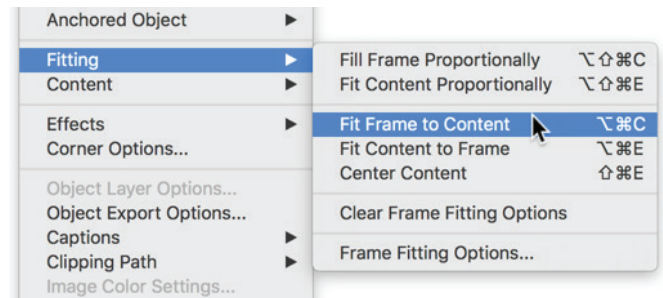 Anchored Object ▶
Fitting ▶
Content ▶
Effects ▶
Corner Options...
Object Layer Options...
Object Export Options...
Captions ▶
Clipping Path ▶
Image Color Settings...
Fill Frame Proportionally ⌥⇧⌘C
Fit Content Proportionally ⌥⇧⌘E
Fit Frame to Content ⌥⌘C
Fit Content to Frame ⌥⌘E
Center Content ⇧⌘E
Clear Frame Fitting Options
Frame Fitting Options...